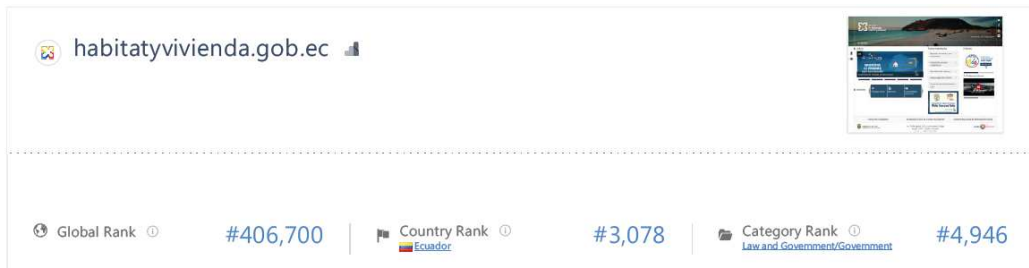 habitatyvivienda.gob.ec
Global Rank
#406,700
Country Rank
Ecuador
#3,078
Category Rank
Law and Government/Government
#4,946